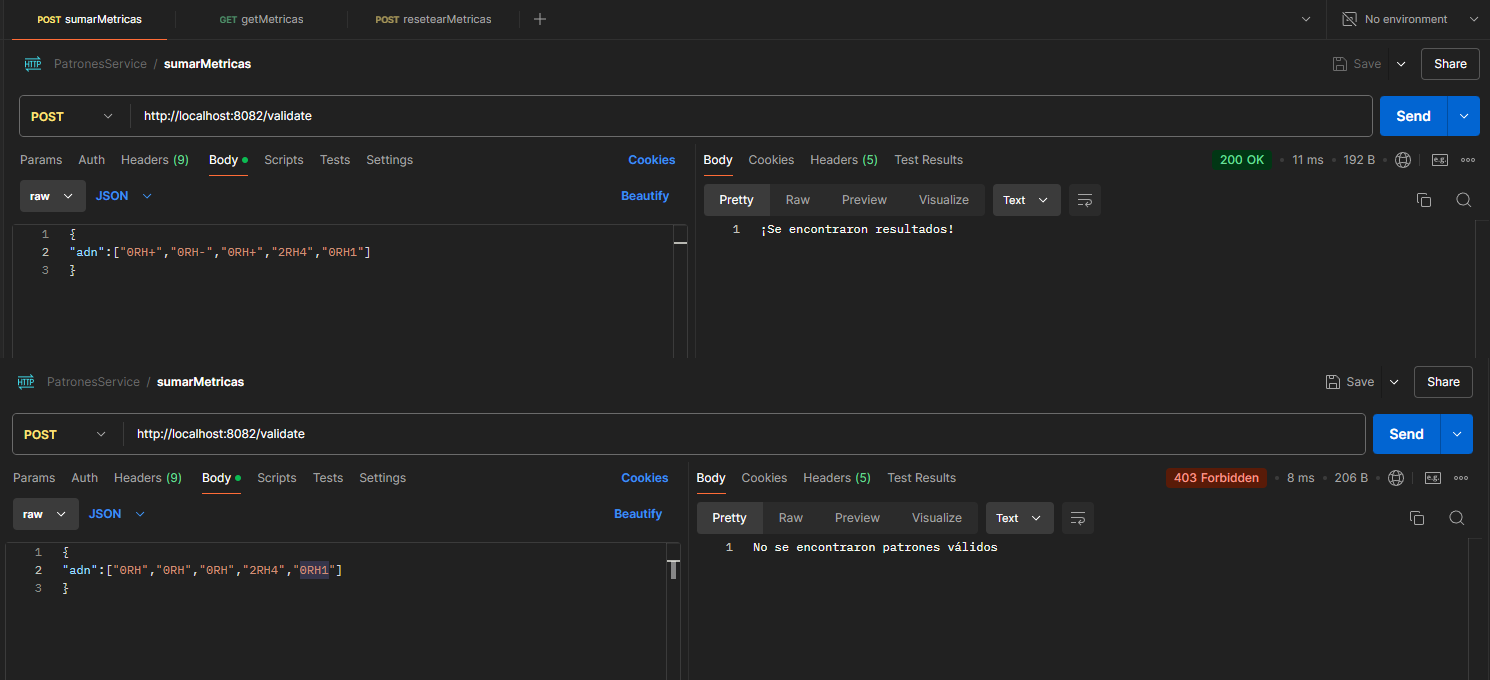 POST sumarMetricas GET getMetricas POST resetearMetricas No environment
HTTP PatronesService / sumarMetricas Save Share
POST http://localhost:8082/validate Send
Params Auth Headers (9) Body Scripts Tests Settings Cookies
Body Cookies Headers (5) Test Results 200 OK 11 ms 192 B e.g.
raw JSON Beautify
Pretty Raw Preview Visualize Text
1 {
2 "adn":["0RH+","0RH-","0RH+","2RH4","0RH1"]
3 }
1 ¡Se encontraron resultados!
HTTP PatronesService / sumarMetricas Save Share
POST http://localhost:8082/validate Send
Params Auth Headers (9) Body Scripts Tests Settings Cookies
Body Cookies Headers (5) Test Results 403 Forbidden 8 ms 206 B e.g.
raw JSON Beautify
Pretty Raw Preview Visualize Text
1 {
2 "adn":["0RH","0RH","0RH","2RH4","0RH1"]
3 }
1 No se encontraron patrones válidos